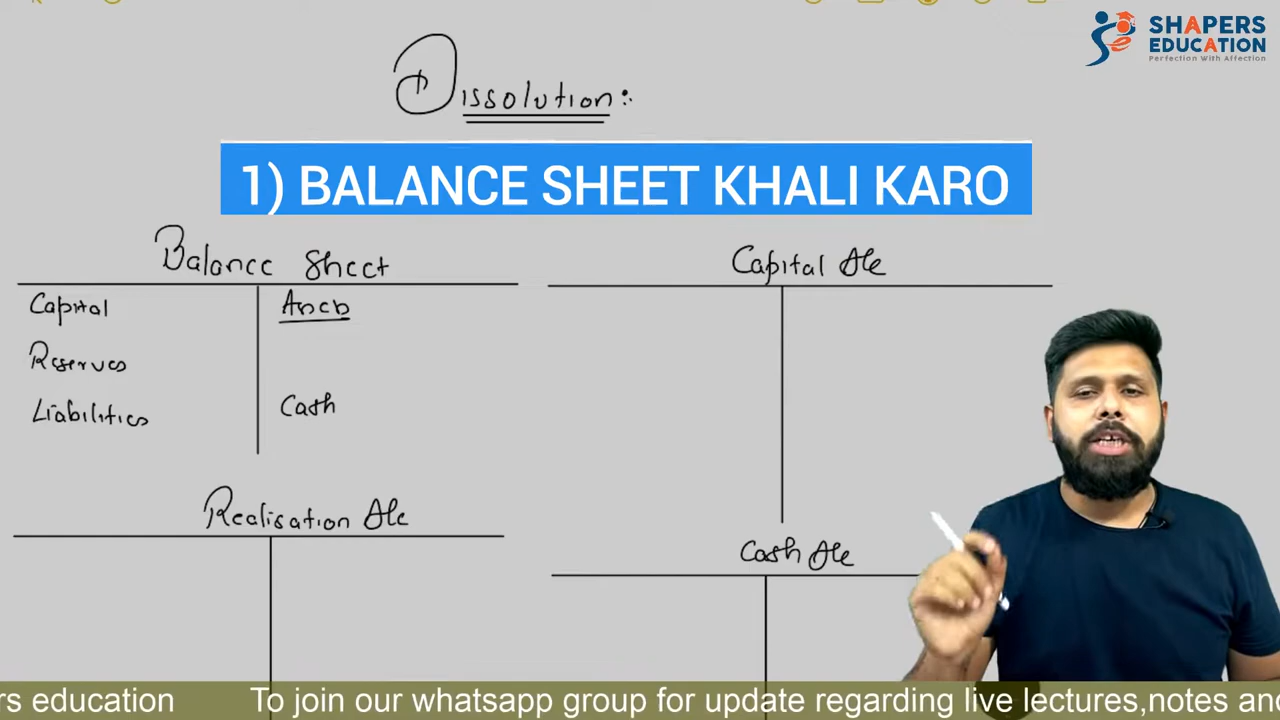 SHAPERS
EDUCATION
Perfection With Affection
Dissolution:
1) BALANCE SHEET KHALI KARO
Balance Sheet
Capital
Reserves
Liabilities
Cash
Capital A/c
Realisation A/c
Cash A/c
rs education To join our whatsapp group for update regarding live lectures,notes and